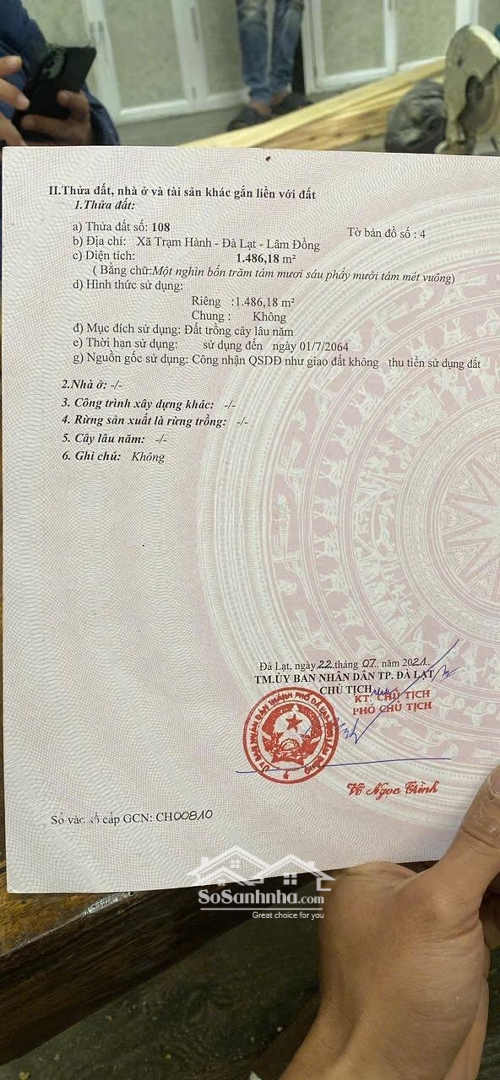 II.Thửa đất, nhà ở và tài sản khác gắn liền với đất
1.Thửa đất:
a) Thửa đất số: 108 Tờ bản đồ số : 4
b) Địa chỉ: Xã Trạm Hành - Đà Lạt - Lâm Đồng
c) Diện tích: 1.486,18 m²
( Bằng chữ:Một nghìn bốn trăm tám mươi sáu phẩy mười tám mét vuông)
d) Hình thức sử dụng:
Riêng :1.486,18 m²
Chung : Không
đ) Mục đích sử dụng: Đất trồng cây lâu năm
e) Thời hạn sử dụng: sử dụng đến ngày 01/7/2064
g) Nguồn gốc sử dụng: Công nhận QSDĐ như giao đất không thu tiền sử dụng đất
2.Nhà ở: -/-
3. Công trình xây dựng khác: -/-
4. Rừng sản xuất là rừng trồng: -/-
5. Cây lâu năm: -/-
6. Ghi chú: Không
Đà Lạt, ngày 22 tháng 07 năm 2021
TM.ỦY BAN NHÂN DÂN TP. ĐÀ LẠT
CHỦ TỊCH
KT. CHỦ TỊCH
PHÓ CHỦ TỊCH
Võ Ngọc Trình
Số vào sổ cấp GCN: CH00810
SoSanhnha.com
Great choice for you